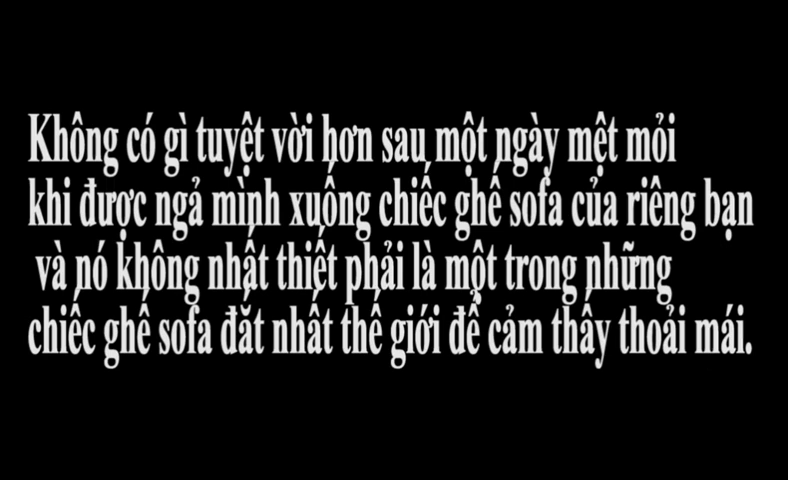 Không có gì tuyệt vời hơn sau một ngày mệt mỏi
khi được ngả mình xuống chiếc ghế sofa của riêng bạn
và nó không nhất thiết phải là một trong những
chiếc ghế sofa đắt nhất thế giới để cảm thấy thoải mái.